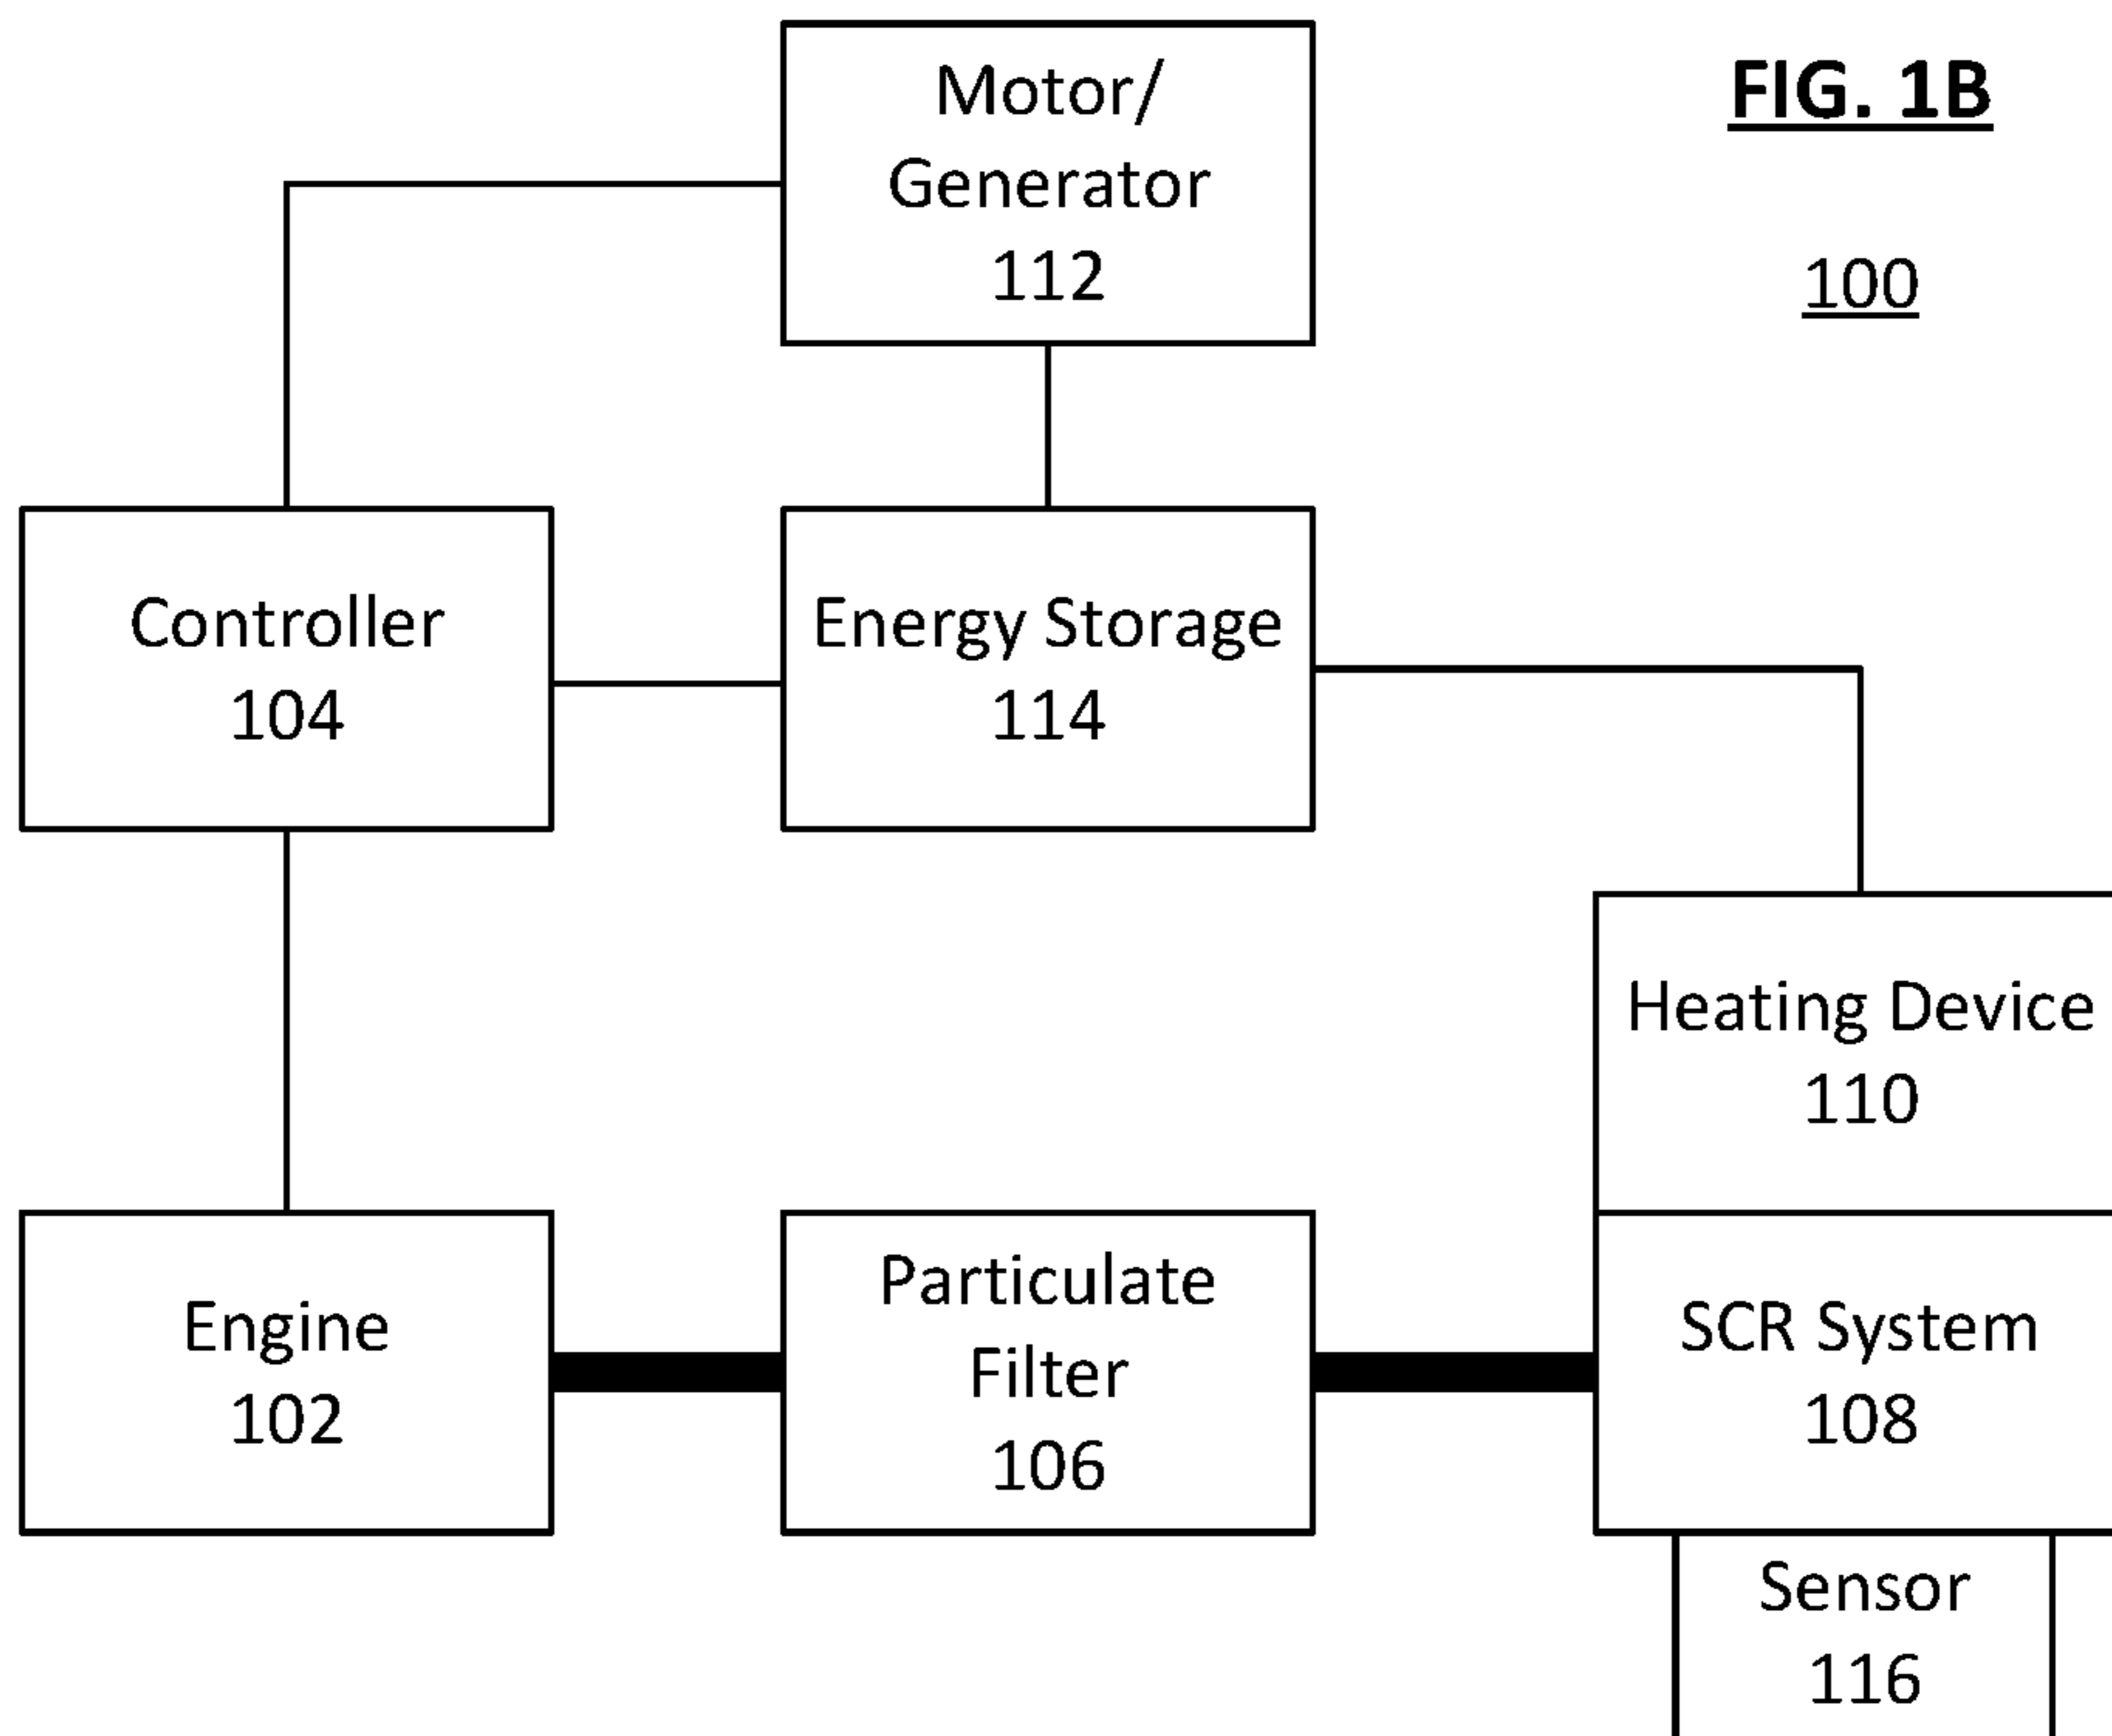 FIG. 1B
100
Motor/
Generator
112
Controller
104
Energy Storage
114
Heating Device
110
Engine
102
Particulate
Filter
106
SCR System
108
Sensor
116